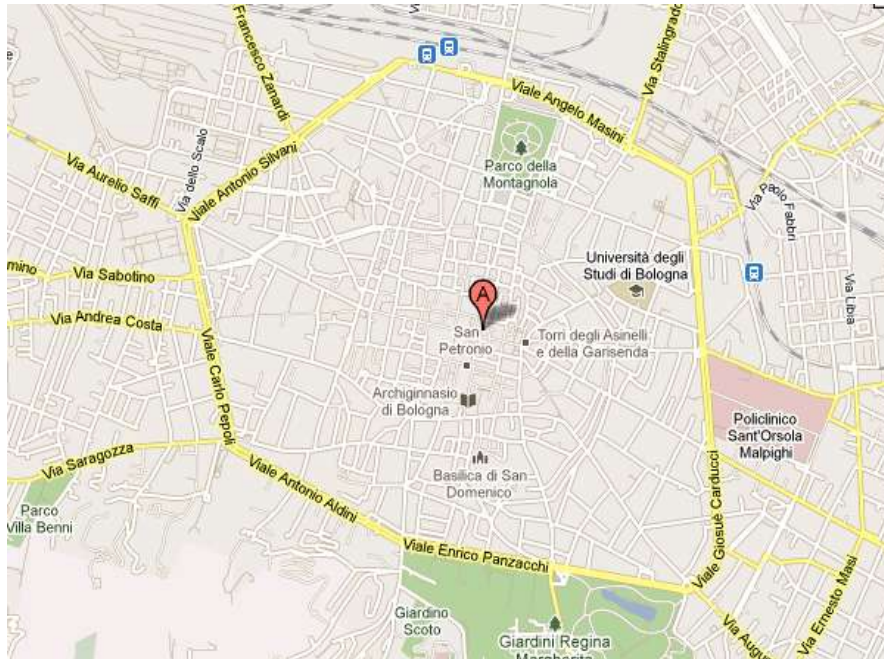 Francesco Zanardi
Via Stalingrado
Viale Angelo Masini
Parco della
Montagnola
Via Aurelio Saffi
Via dello Scalo
Viale Antonio Silvani
Via Paolo Fabbri
mino
Via Sabotino
Università degli
Studi di Bologna
Via Libia
A
Via Andrea Costa
San
Petronio
Torri degli Asinelli
e della Garisenda
Viale Carlo Pepoli
Archiginnasio
di Bologna
Policlinico
Sant'Orsola
Malpighi
Via Saragozza
Viale Antonio Aldini
Basilica di San
Domenico
Viale Giosuè Carducci
Parco
Villa Benni
Viale Enrico Panzacchi
Via Ernesto Masi
Giardino
Scoto
Giardini Regina
Margherita
Via Augu